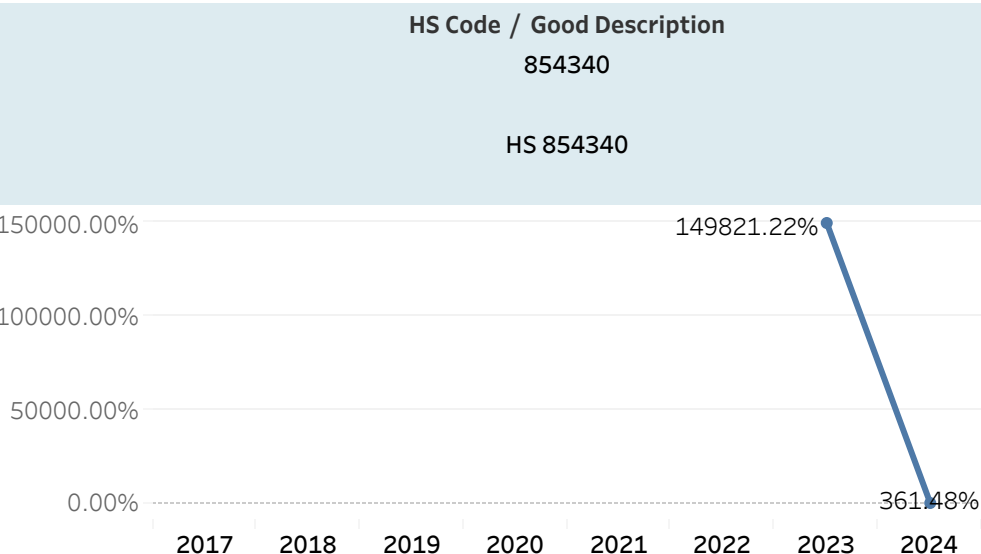 HS Code / Good Description
854340
HS 854340
150000.00%
149821.22%
100000.00%
50000.00%
0.00%
361.48%
2017 2018 2019 2020 2021 2022 2023 2024